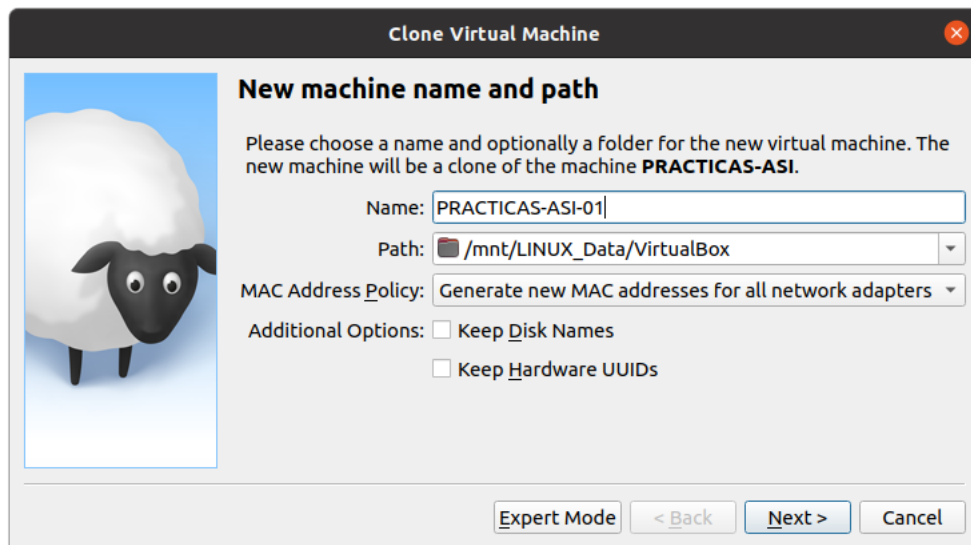 Clone Virtual Machine
New machine name and path
Please choose a name and optionally a folder for the new virtual machine. The
new machine will be a clone of the machine PRACTICAS-ASI.
Name: PRACTICAS-ASI-01
Path: /mnt/LINUX_Data/VirtualBox
MAC Address Policy: Generate new MAC addresses for all network adapters
Additional Options: Keep Disk Names
Keep Hardware UUIDs
Expert Mode < Back Next > Cancel